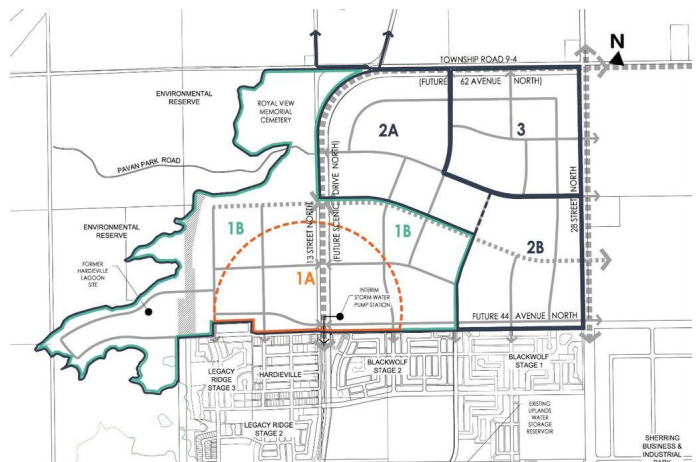 N
TOWNSHIP ROAD 9-4
(FUTURE 62 AVENUE NORTH)
ENVIRONMENTAL
RESERVE
ROYAL VIEW
MEMORIAL
CEMETERY
2A
3
PAVAN PARK ROAD
13 STREET NORTH
(FUTURE SCENIC DRIVE NORTH)
28 STREET NORTH
ENVIRONMENTAL
RESERVE
1B
1B
2B
FORMER
HARDIEVILLE
LAGOON
SITE
1A
INTERIM
STORM WATER
PUMP STATION
FUTURE 44 AVENUE NORTH
LEGACY
RIDGE
STAGE 3
HARDIEVILLE
BLACKWOLF
STAGE 2
BLACKWOLF
STAGE 1
LEGACY RIDGE
STAGE 2
EXISTING
UPLANDS
WATER
STORAGE
RESERVOIR
SHERRING
BUSINESS &
INDUSTRIAL
PARK